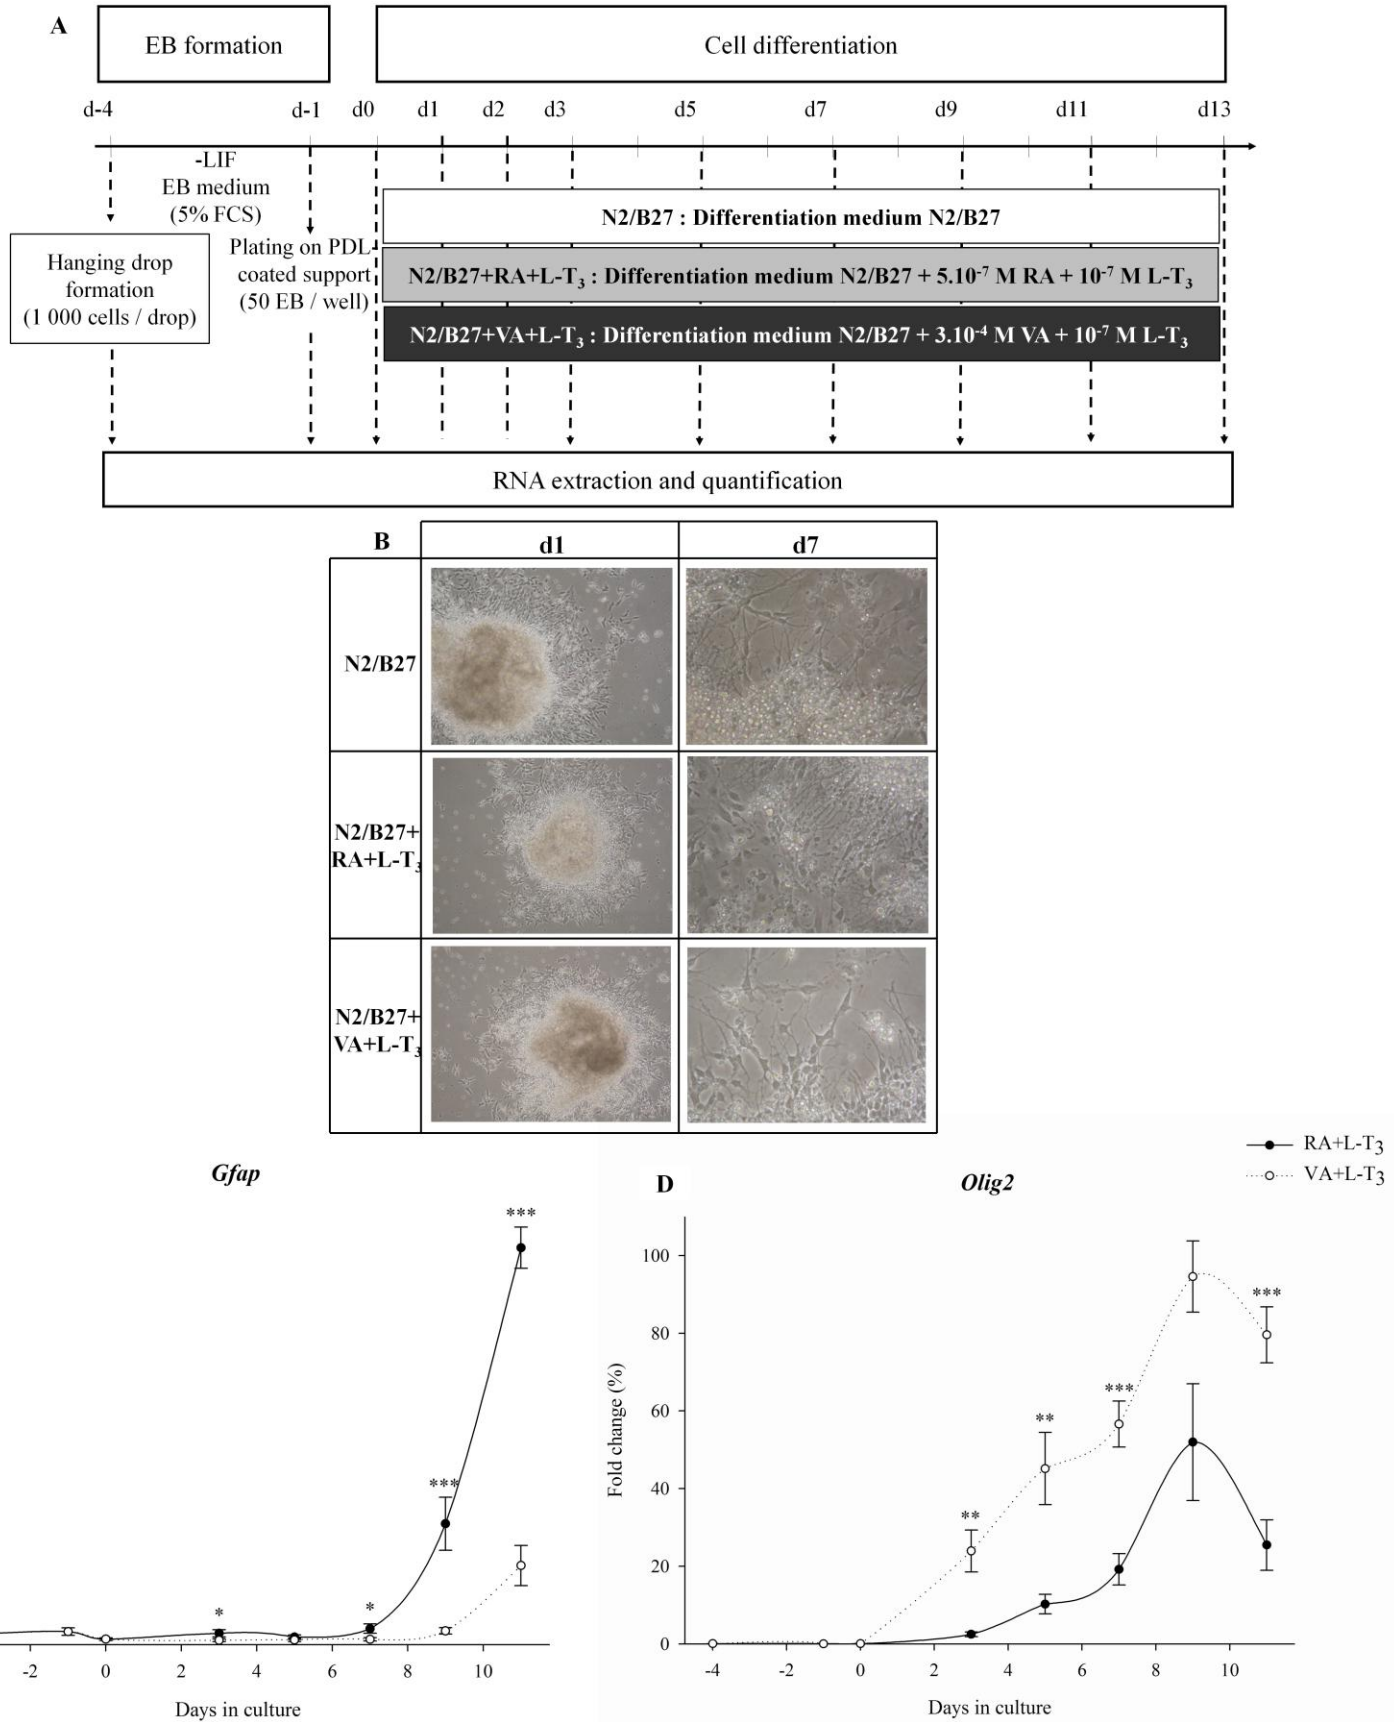 A
EB formation
Cell differentiation
d-4 d-1 d0 d1 d2 d3 d5 d7 d9 d11 d13
-LIF
EB medium
(5% FCS)
Hanging drop
formation
(1 000 cells / drop)
Plating on PDL-
coated support
(50 EB / well)
N2/B27 : Differentiation medium N2/B27
N2/B27+RA+L-T3 : Differentiation medium N2/B27 + 5.10-7 M RA + 10-7 M L-T3
N2/B27+VA+L-T3 : Differentiation medium N2/B27 + 3.10-4 M VA + 10-7 M L-T3
RNA extraction and quantification
B d1 d7
N2/B27
N2/B27+
RA+L-T3
N2/B27+
VA+L-T3
Gfap
***
***
*
*
-2 0 2 4 6 8 10
Days in culture
RA+L-T3
VA+L-T3
D
Olig2
Fold change (%)
100
80
60
40
20
0
***
***
**
**
-4 -2 0 2 4 6 8 10
Days in culture